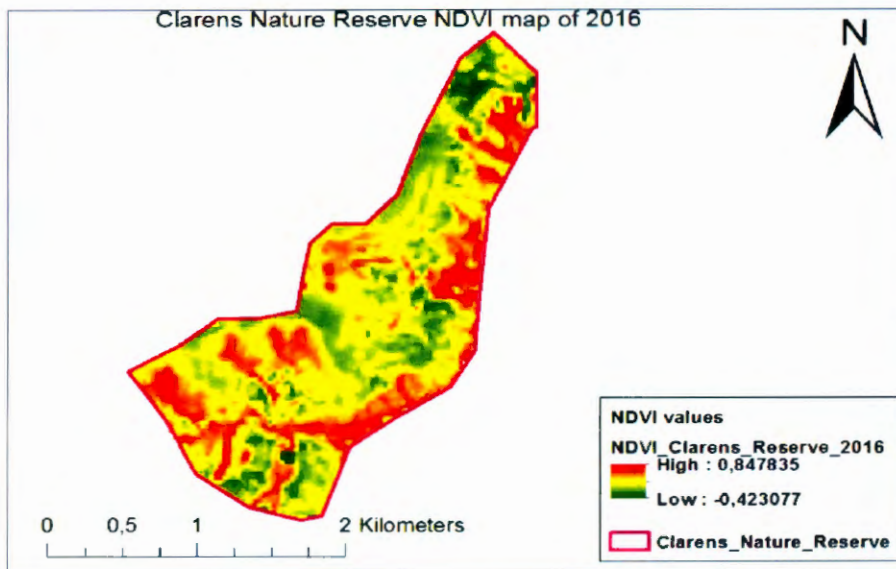 Clarens Nature Reserve NDVI map of 2016
N
NDVI values
NDVI_Clarens_Reserve_2016
High : 0,847835
Low : -0,423077
Clarens_Nature_Reserve
0 0,5 1 2 Kilometers